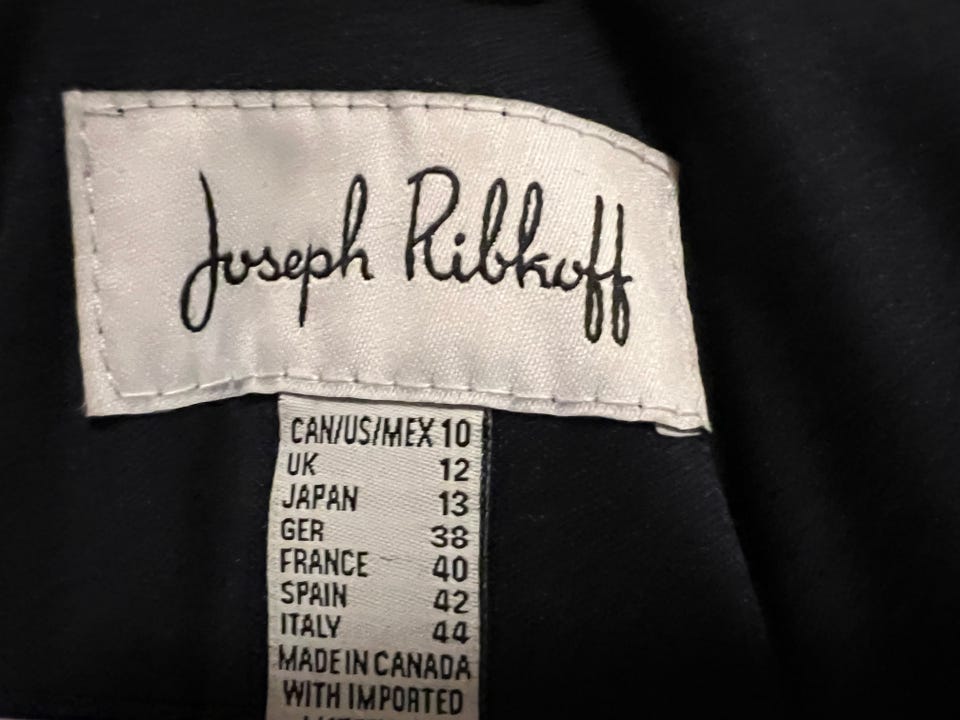 Joseph Ribkoff
CAN/US/MEX 10
UK 12
JAPAN 13
GER 38
FRANCE 40
SPAIN 42
ITALY 44
MADE IN CANADA
WITH IMPORTED